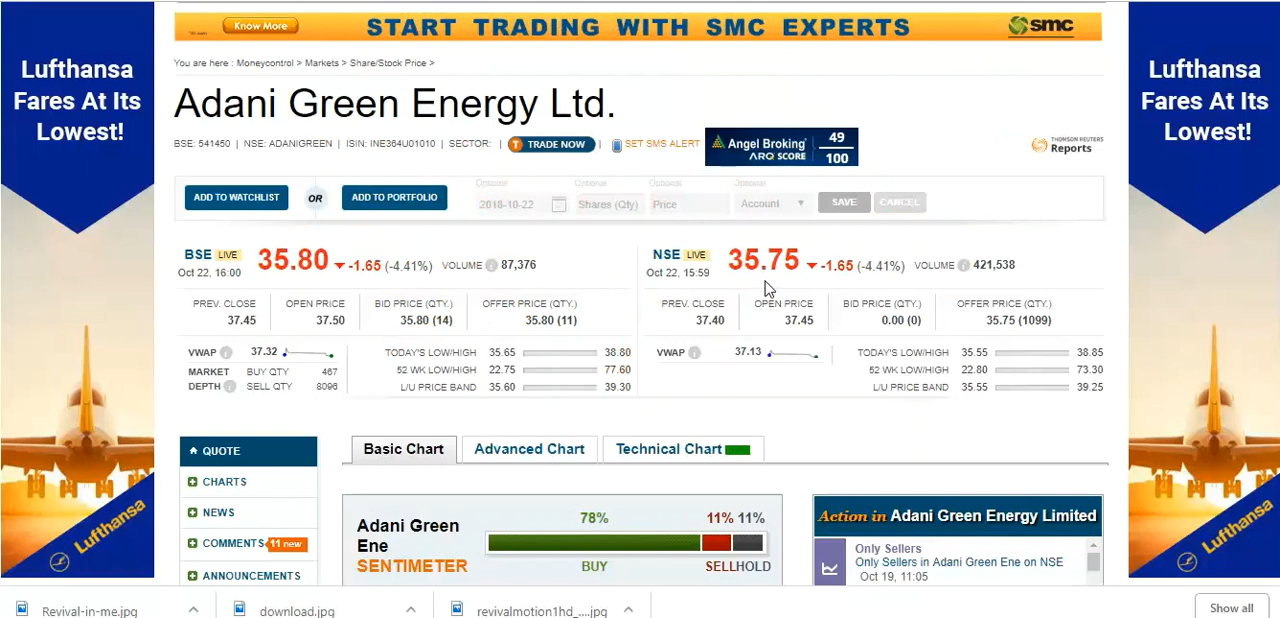 Know More
START TRADING WITH SMC EXPERTS
smc
Lufthansa
Fares At Its
Lowest!
Lufthansa
Lufthansa
Fares At Its
Lowest!
Lufthansa
You are here : Moneycontrol > Markets > Share/Stock Price >
Adani Green Energy Ltd.
BSE: 541450 | NSE: ADANIGREEN | ISIN: INE364U01010 | SECTOR: | T TRADE NOW | SET SMS ALERT
Angel Broking 49
ARQ SCORE 100
THOMSON REUTERS
Reports
ADD TO WATCHLIST OR ADD TO PORTFOLIO
Optional Optional Optional Optional
2018-10-22 Shares (Qty) Price Account SAVE CANCEL
BSE LIVE 35.80 -1.65 (-4.41%) VOLUME 87,376
Oct 22, 16:00
PREV. CLOSE OPEN PRICE BID PRICE (QTY.) OFFER PRICE (QTY.)
37.45 37.50 35.80 (14) 35.80 (11)
VWAP 37.32
MARKET BUY QTY 467
DEPTH SELL QTY 8096
TODAY'S LOW/HIGH 35.65 38.80
52 WK LOW/HIGH 22.75 77.60
L/U PRICE BAND 35.60 39.30
NSE LIVE 35.75 -1.65 (-4.41%) VOLUME 421,538
Oct 22, 15:59
PREV. CLOSE OPEN PRICE BID PRICE (QTY.) OFFER PRICE (QTY.)
37.40 37.45 0.00 (0) 35.75 (1099)
VWAP 37.13
TODAY'S LOW/HIGH 35.55 38.85
52 WK LOW/HIGH 22.80 73.30
L/U PRICE BAND 35.55 39.25
QUOTE
CHARTS
NEWS
COMMENTS 11 new
ANNOUNCEMENTS
Basic Chart Advanced Chart Technical Chart
Adani Green
Ene
SENTIMETER
78% 11% 11%
BUY SELL HOLD
Action in Adani Green Energy Limited
Only Sellers
Only Sellers in Adani Green Ene on NSE
Oct 19, 11:05
Revival-in-me.jpg download.jpg revivalmotion1hd_....jpg Show all